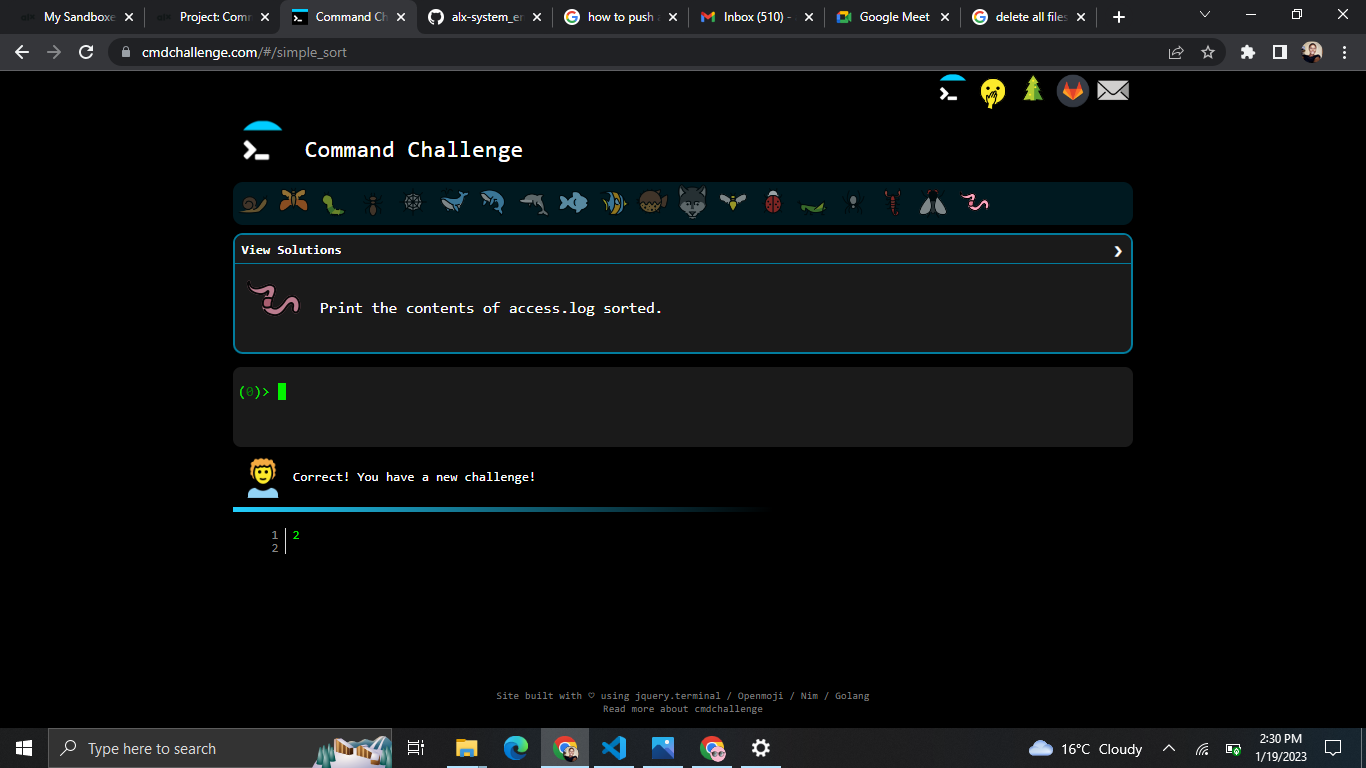 My Sandboxe
Project: Comm
Command Ch
alx-system_er
how to push a
Inbox (510) -
Google Meet
delete all files
cmdchallenge.com/#/simple_sort
Command Challenge
View Solutions
Print the contents of access.log sorted.
(0)>
Correct! You have a new challenge!
1 2
2
Site built with ♡ using jquery.terminal / Openmoji / Nim / Golang
Read more about cmdchallenge
Type here to search
16°C Cloudy
2:30 PM
1/19/2023